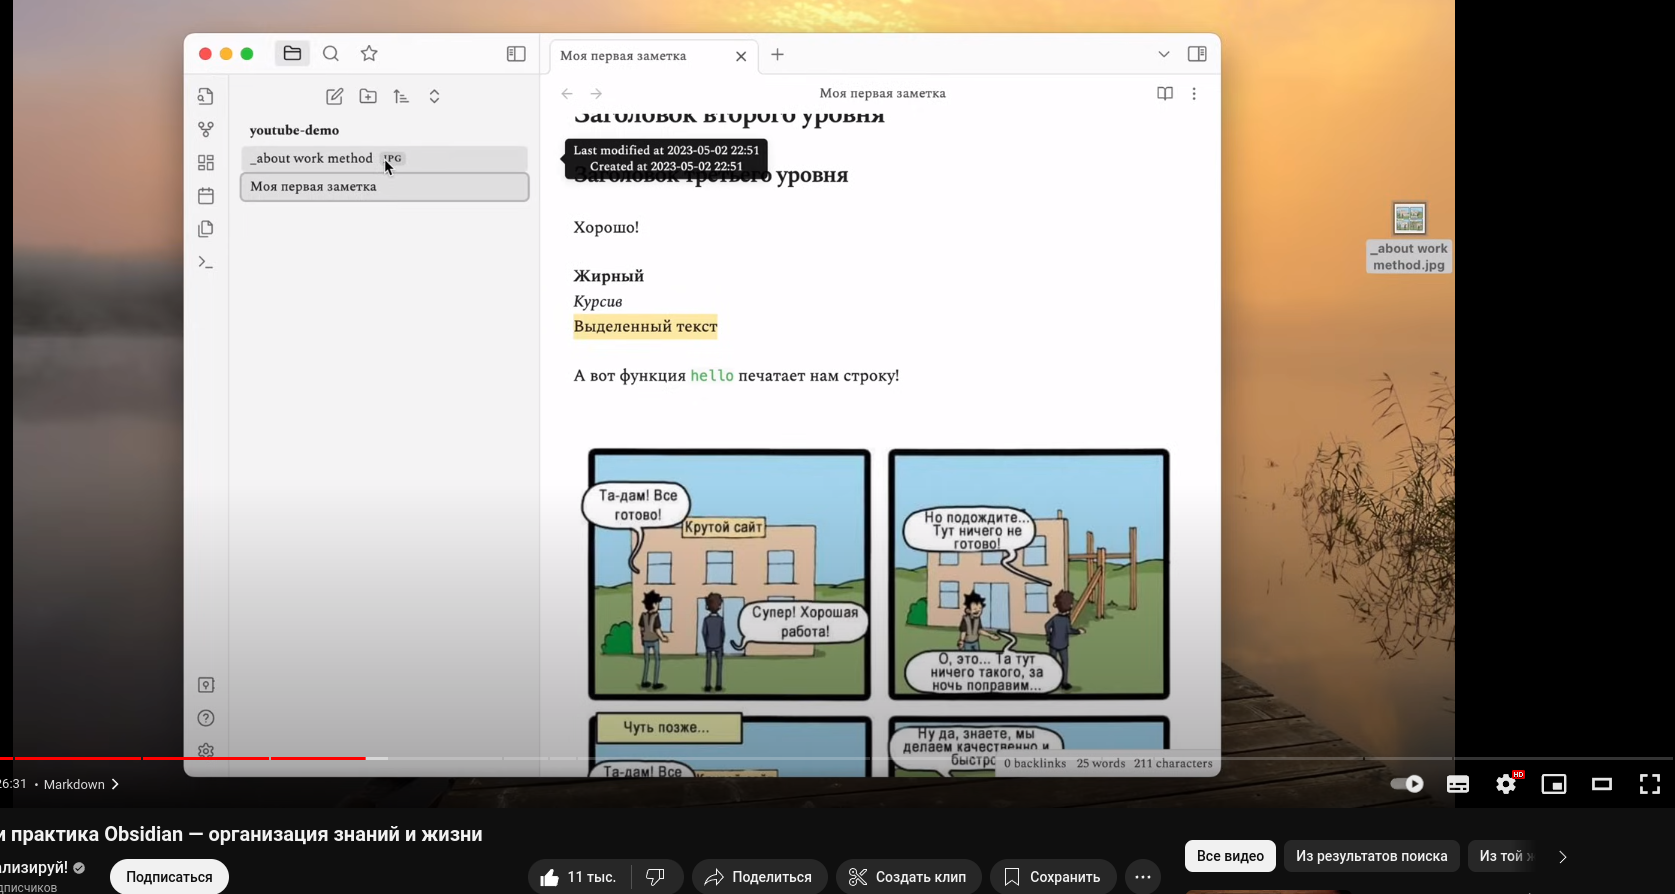 Моя первая заметка
Моя первая заметка
youtube-demo
_about work method JPG
Моя первая заметка
Заголовок второго уровня
Last modified at 2023-05-02 22:51
Created at 2023-05-02 22:51
Заголовок третьего уровня
Хорошо!
Жирный
Курсив
Выделенный текст
А вот функция hello печатает нам строку!
Та-дам! Все
готово!
Крутой сайт
Супер! Хорошая
работа!
Но подождите...
Тут ничего не
готово!
О, это... Та тут
ничего такого, за
ночь поправим...
Чуть позже...
Та-дам! Все
Ну да, знаете, мы
делаем качественно и
быстро
0 backlinks 25 words 211 characters
_about work
method.jpg
26:31 • Markdown
HD
и практика Obsidian — организация знаний и жизни
ализируй!
дписчиков
Подписаться
11 тыс.
Поделиться
Создать клип
Сохранить
Все видео
Из результатов поиска
Из той ж